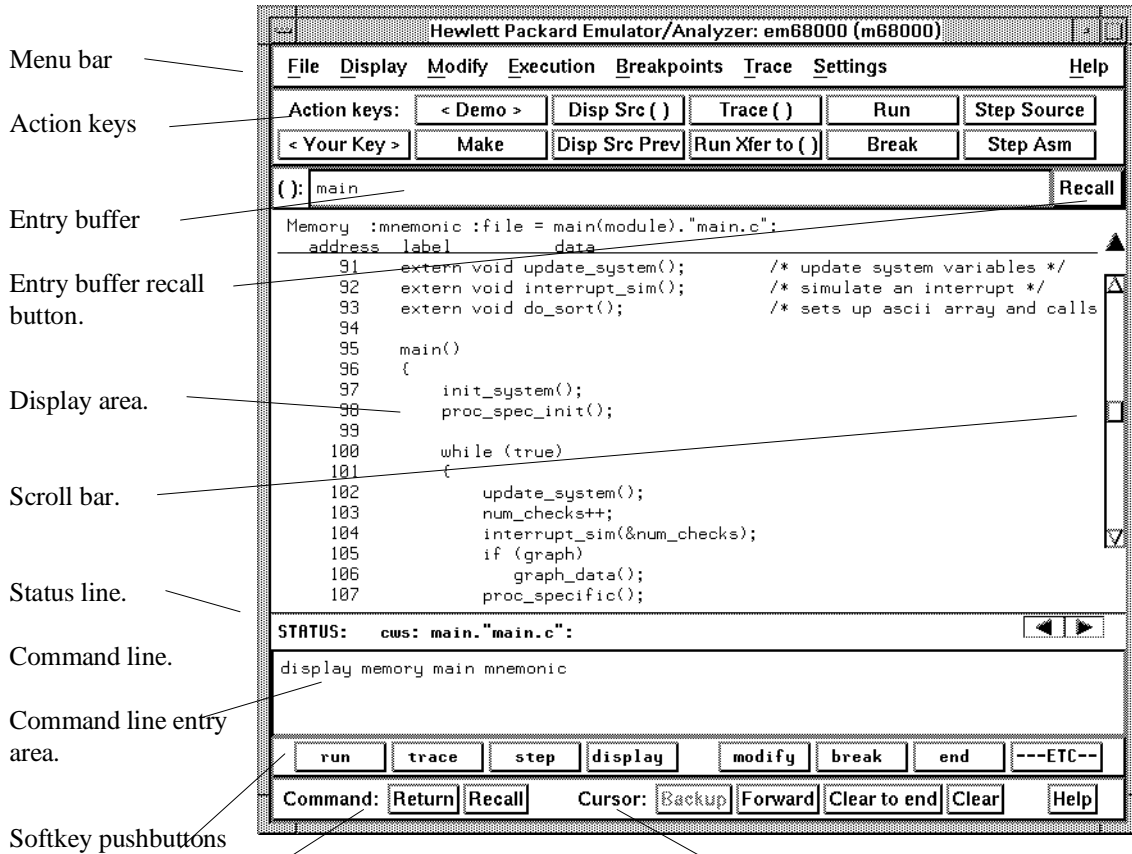 Hewlett Packard Emulator/Analyzer: em68000 (m68000)
Menu bar
File Display Modify Execution Breakpoints Trace Settings Help
Action keys
Action keys: < Demo > Disp Src ( ) Trace ( ) Run Step Source
< Your Key > Make Disp Src Prev Run Xfer to ( ) Break Step Asm
Entry buffer
( ): main Recall
Entry buffer recall
button.
Memory :mnemonic :file = main(module)."main.c":
address label data
91 extern void update_system(); /* update system variables */
92 extern void interrupt_sim(); /* simulate an interrupt */
93 extern void do_sort(); /* sets up ascii array and calls
94
95 main()
96 {
Display area.
97 init_system();
98 proc_spec_init();
99
100 while (true)
101 {
Scroll bar.
102 update_system();
103 num_checks++;
104 interrupt_sim(&num_checks);
105 if (graph)
106 graph_data();
107 proc_specific();
Status line.
STATUS: cws: main."main.c":
Command line.
display memory main mnemonic
Command line entry
area.
run trace step display modify break end ---ETC--
Command: Return Recall Cursor: Backup Forward Clear to end Clear Help
Softkey pushbuttons